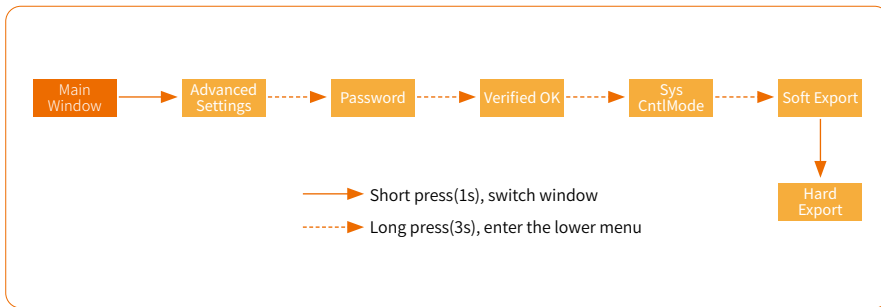 Main
Window
Advanced
Settings
Password
Verified OK
Sys
CntlMode
Soft Export
Hard
Export
Short press(1s), switch window
Long press(3s), enter the lower menu